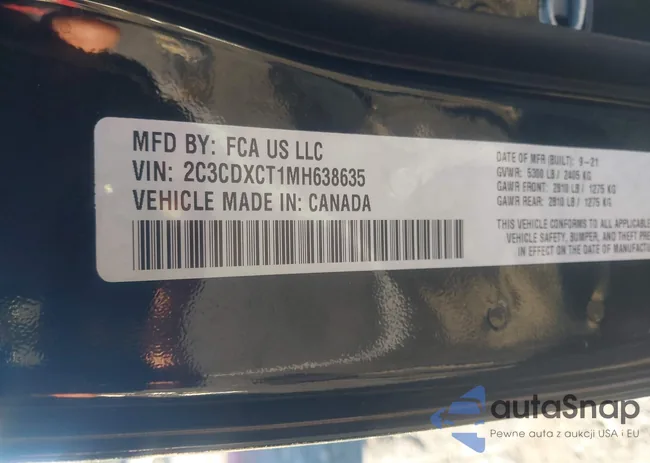 MFD BY: FCA US LLC
VIN: 2C3CDXCT1MH638635
VEHICLE MADE IN: CANADA
DATE OF MFR (BUILT): 9-21
GVWR: 5300 LB / 2405 KG
GAWR FRONT: 2810 LB / 1275 KG
GAWR REAR: 2810 LB / 1275 KG
THIS VEHICLE CONFORMS TO ALL APPLICABLE
VEHICLE SAFETY, BUMPER, AND THEFT PRE
IN EFFECT ON THE DATE OF MANUFACTU
autaSnap
Pewne auta z aukcji USA i EU